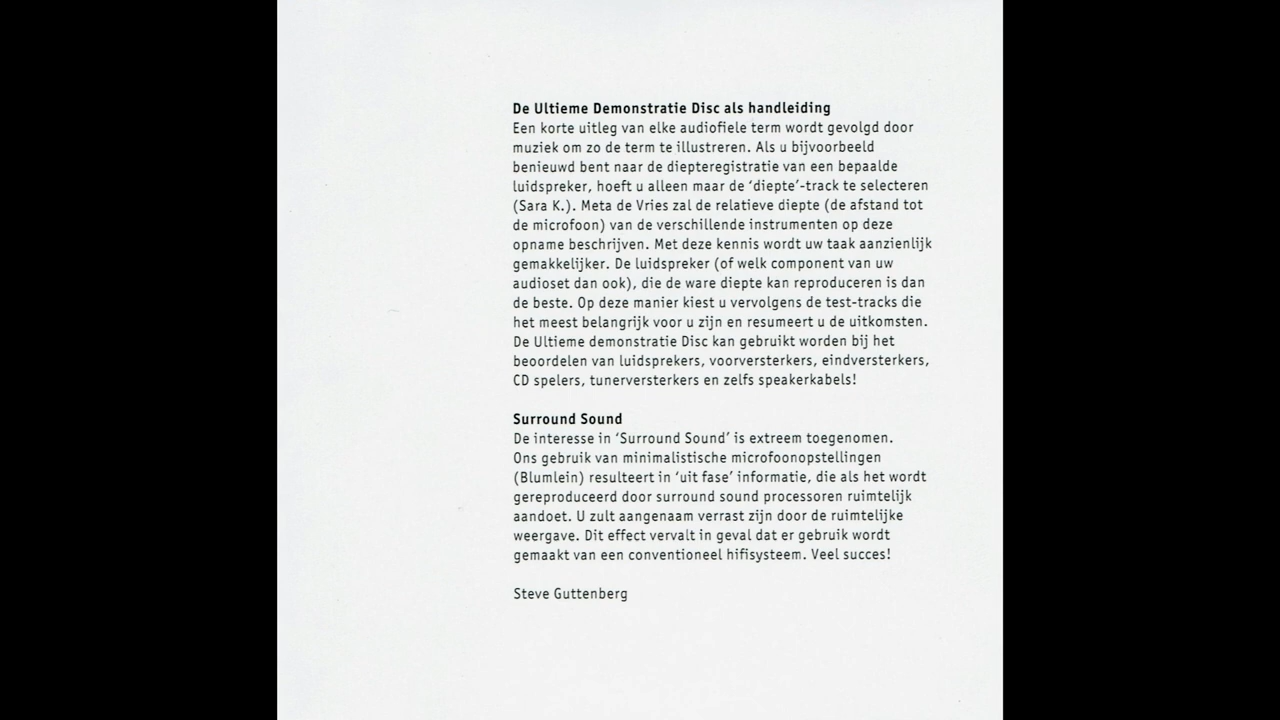 De Ultieme Demonstratie Disc als handleiding
Een korte uitleg van elke audiofiele term wordt gevolgd door
muziek om zo de term te illustreren. Als u bijvoorbeeld
benieuwd bent naar de diepteregistratie van een bepaalde
luidspreker, hoeft u alleen maar de ‘diepte’-track te selecteren
(Sara K.). Meta de Vries zal de relatieve diepte (de afstand tot
de microfoon) van de verschillende instrumenten op deze
opname beschrijven. Met deze kennis wordt uw taak aanzienlijk
gemakkelijker. De luidspreker (of welk component van uw
audioset dan ook), die de ware diepte kan reproduceren is dan
de beste. Op deze manier kiest u vervolgens de test-tracks die
het meest belangrijk voor u zijn en resumeert u de uitkomsten.
De Ultieme demonstratie Disc kan gebruikt worden bij het
beoordelen van luidsprekers, voorversterkers, eindversterkers,
CD spelers, tunerversterkers en zelfs speakerkabels!
Surround Sound
De interesse in ‘Surround Sound’ is extreem toegenomen.
Ons gebruik van minimalistische microfoonopstellingen
(Blumlein) resulteert in ‘uit fase’ informatie, die als het wordt
gereproduceerd door surround sound processoren ruimtelijk
aandoet. U zult aangenaam verrast zijn door de ruimtelijke
weergave. Dit effect vervalt in geval dat er gebruik wordt
gemaakt van een conventioneel hifisysteem. Veel succes!
Steve Guttenberg